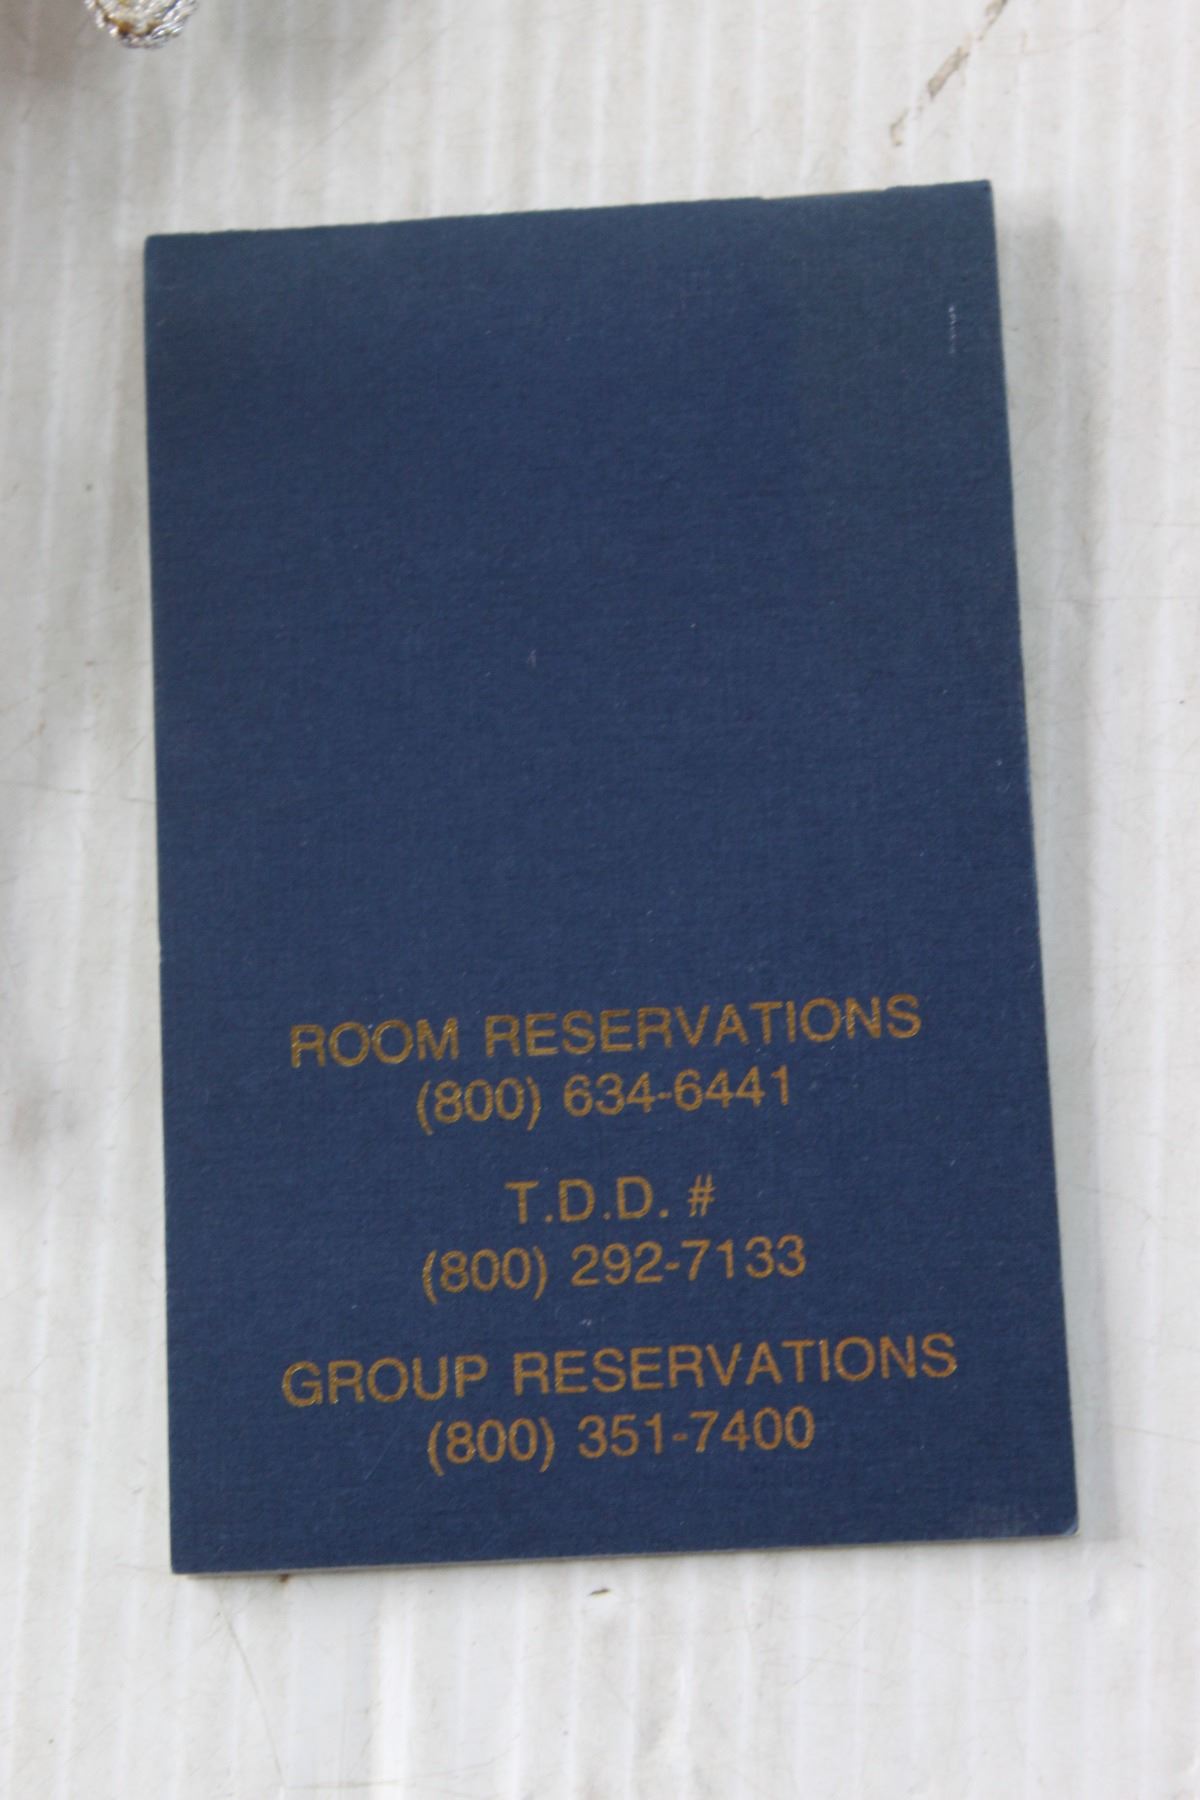 ROOM RESERVATIONS
(800) 634-6441
T.D.D. #
(800) 292-7133
GROUP RESERVATIONS
(800) 351-7400